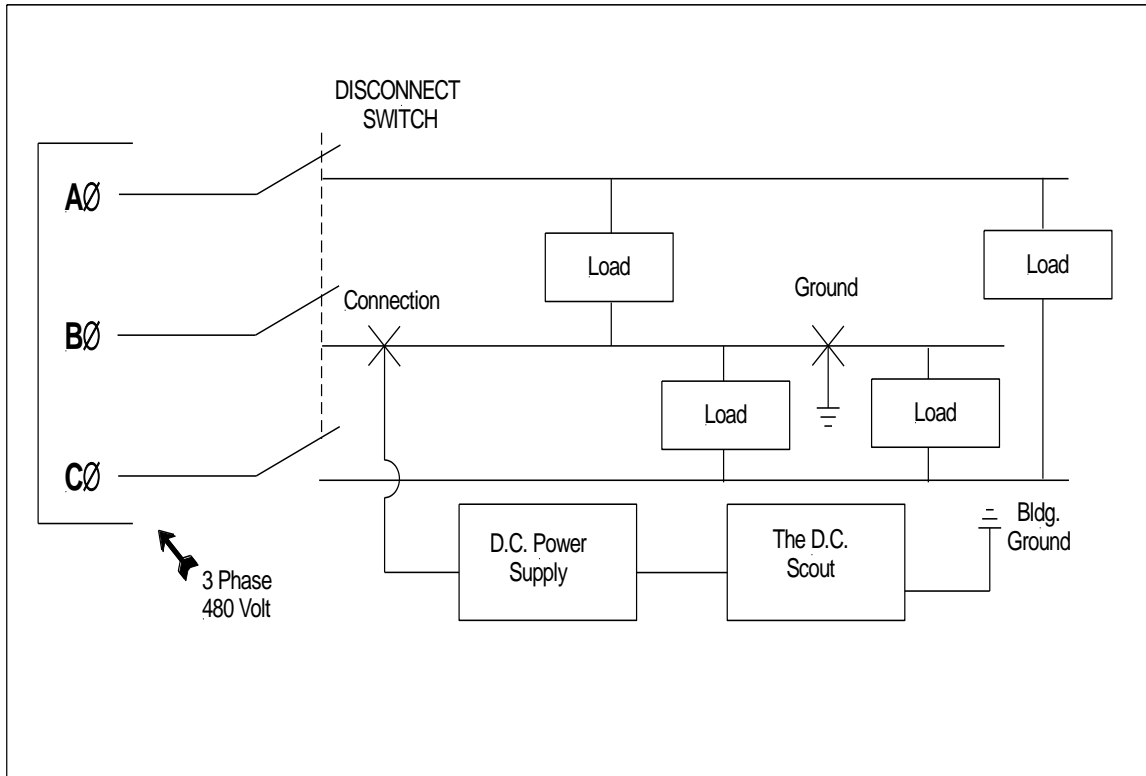 DISCONNECT
SWITCH
AØ
BØ
CØ
Connection
Ground
Load
Load
Load
Load
D.C. Power
Supply
The D.C.
Scout
Bldg.
Ground
3 Phase
480 Volt